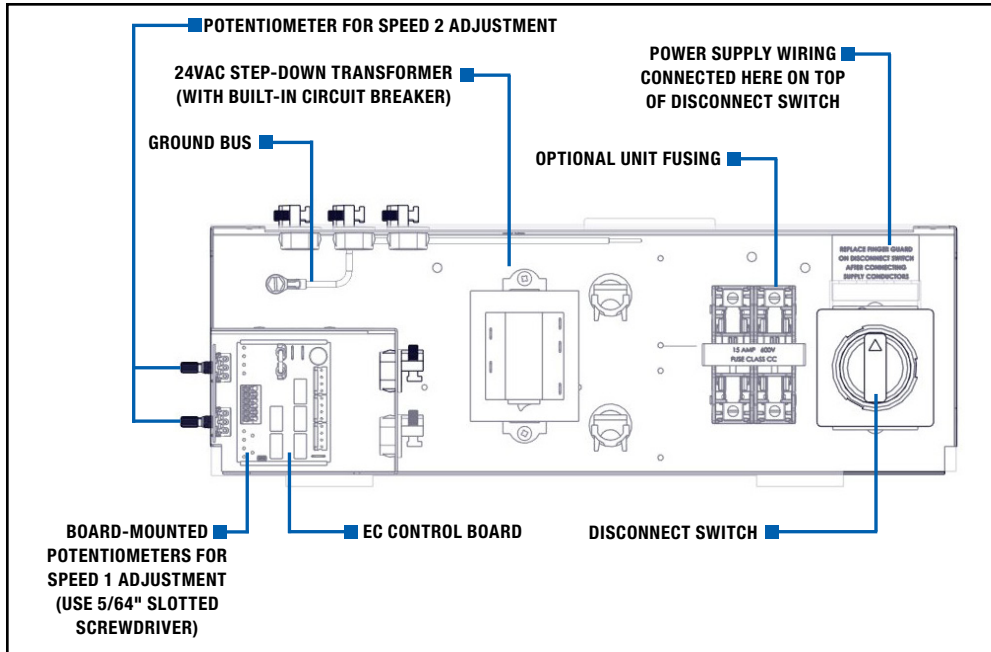 POTENTIOMETER FOR SPEED 2 ADJUSTMENT
24VAC STEP-DOWN TRANSFORMER
(WITH BUILT-IN CIRCUIT BREAKER)
POWER SUPPLY WIRING
CONNECTED HERE ON TOP
OF DISCONNECT SWITCH
GROUND BUS
OPTIONAL UNIT FUSING
REPLACE FINGER GUARD
ON DISCONNECT SWITCH
AFTER CONNECTING
SUPPLY CONDUCTORS
15 AMP 600V
FUSE CLASS CC
BOARD-MOUNTED
POTENTIOMETERS FOR
SPEED 1 ADJUSTMENT
(USE 5/64" SLOTTED
SCREWDRIVER)
EC CONTROL BOARD
DISCONNECT SWITCH